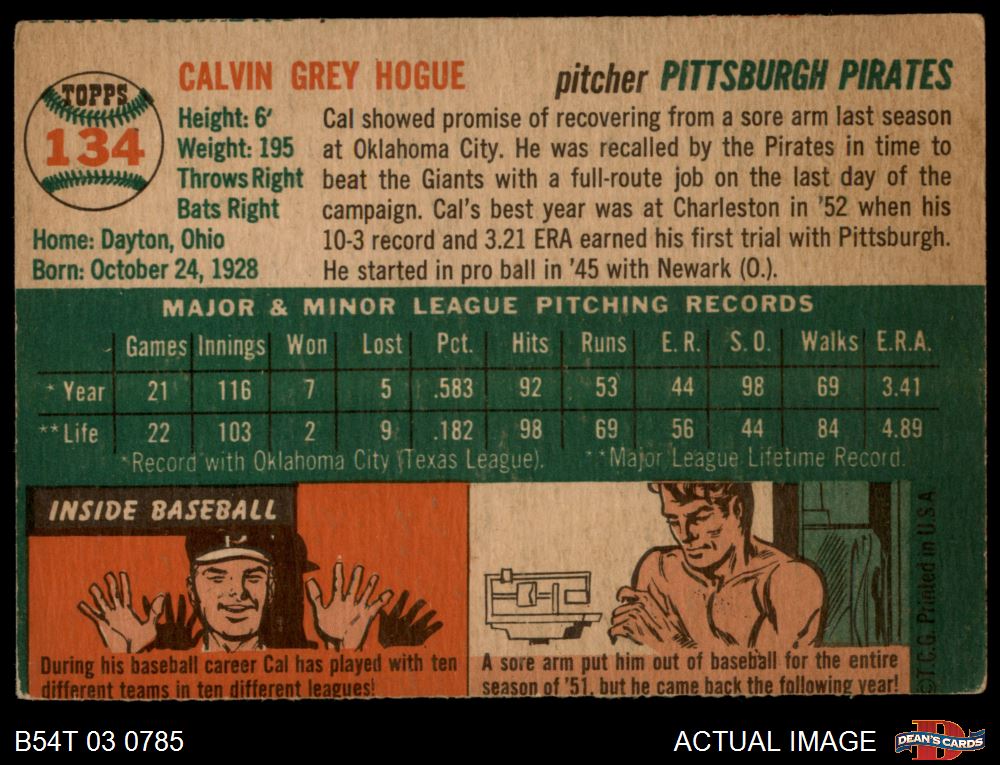 TOPPS
134
CALVIN GREY HOGUE
pitcher PITTSBURGH PIRATES
Height: 6'
Weight: 195
Throws Right
Bats Right
Home: Dayton, Ohio
Born: October 24, 1928
Cal showed promise of recovering from a sore arm last season
at Oklahoma City. He was recalled by the Pirates in time to
beat the Giants with a full-route job on the last day of the
campaign. Cal's best year was at Charleston in '52 when his
10-3 record and 3.21 ERA earned his first trial with Pittsburgh.
He started in pro ball in '45 with Newark (O.).
MAJOR & MINOR LEAGUE PITCHING RECORDS
Games Innings Won Lost Pct. Hits Runs E. R. S. O. Walks E.R.A.
* Year 21 116 7 5 .583 92 53 44 98 69 3.41
**Life 22 103 2 9 .182 98 69 56 44 84 4.89
*Record with Oklahoma City (Texas League). **Major League Lifetime Record.
INSIDE BASEBALL
P
During his baseball career Cal has played with ten
different teams in ten different leagues!
A sore arm put him out of baseball for the entire
season of '51, but he came back the following year!
©T.C.G. Printed in U.S.A
B54T 03 0785
ACTUAL IMAGE
DEAN'S CARDS